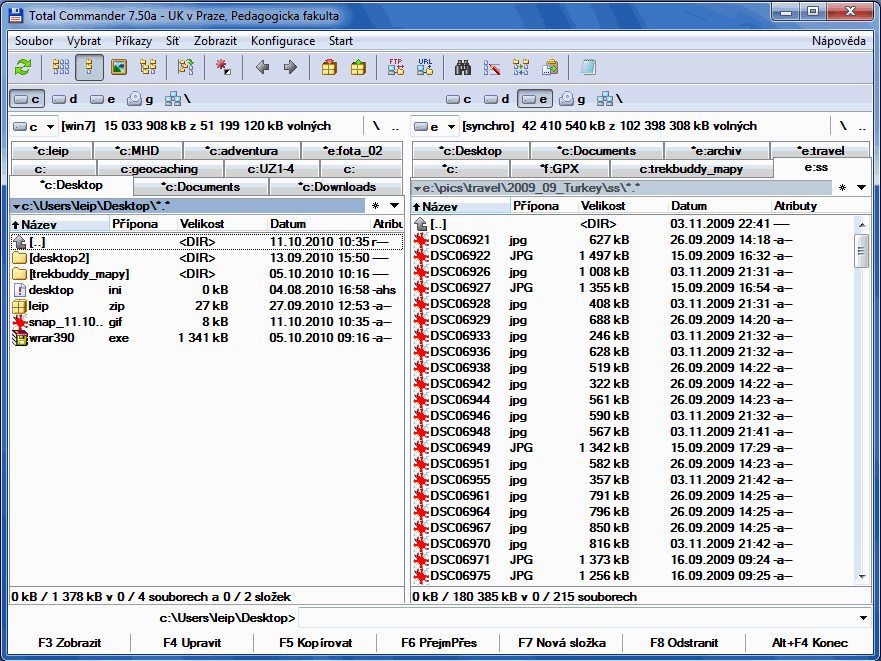 Total Commander 7.50a - UK v Praze, Pedagogicka fakulta
Soubor Vybrat Příkazy Síť Zobrazit Konfigurace Start Nápověda
FTP URL
c d e g \ c d e g \
c [win7] 15 033 908 kB z 51 199 120 kB volných \ .. e [synchro] 42 410 540 kB z 102 398 308 kB volných \ ..
*c:leip *c:MHD *c:adventura *e:fota_02 *c:Desktop *c:Documents *e:archiv *e:travel
c: c:geocaching c:UZ1-4 c: *c: *f:GPX c:trekbuddy_mapy e:ss
*c:Desktop *c:Documents *c:Downloads
c:\Users\leip\Desktop\*.* * e:\pics\travel\2009_09_Turkey\ss\*.* *
Název Přípona Velikost Datum Atribu Název Přípona Velikost Datum Atributy
[..] <DIR> 11.10.2010 10:35 r— [..] <DIR> 03.11.2009 22:41 —
[desktop2] <DIR> 13.09.2010 15:50 — DSC06921 jpg 627 kB 26.09.2009 14:18 -a--
[trekbuddy_mapy] <DIR> 05.10.2010 10:16 — DSC06922 JPG 1 497 kB 15.09.2009 16:32 -a--
desktop ini 0 kB 04.08.2010 16:58 -ahs DSC06926 jpg 1 008 kB 03.11.2009 21:31 -a--
leip zip 27 kB 27.09.2010 12:53 -a-- DSC06927 JPG 1 355 kB 15.09.2009 16:54 -a--
snap_11.10.. gif 8 kB 11.10.2010 10:35 -a-- DSC06928 jpg 408 kB 03.11.2009 21:31 -a--
wrar390 exe 1 341 kB 05.10.2010 09:16 -a-- DSC06929 jpg 688 kB 26.09.2009 14:20 -a--
DSC06933 jpg 246 kB 03.11.2009 21:32 -a--
DSC06936 jpg 628 kB 03.11.2009 21:32 -a--
DSC06938 jpg 519 kB 26.09.2009 14:22 -a--
DSC06942 jpg 322 kB 26.09.2009 14:22 -a--
DSC06944 jpg 561 kB 26.09.2009 14:23 -a--
DSC06946 jpg 590 kB 03.11.2009 21:32 -a--
DSC06948 jpg 567 kB 03.11.2009 21:41 -a--
DSC06949 JPG 1 342 kB 15.09.2009 17:29 -a--
DSC06951 jpg 582 kB 26.09.2009 14:23 -a--
DSC06955 jpg 357 kB 03.11.2009 21:42 -a--
DSC06961 jpg 791 kB 26.09.2009 14:25 -a--
DSC06964 jpg 796 kB 26.09.2009 14:25 -a--
DSC06967 jpg 850 kB 26.09.2009 14:25 -a--
DSC06970 jpg 816 kB 03.11.2009 21:42 -a--
DSC06971 JPG 1 373 kB 16.09.2009 09:24 -a--
DSC06975 JPG 1 256 kB 16.09.2009 09:25 -a--
0 kB / 1 378 kB v 0 / 4 souborech a 0 / 2 složek 0 kB / 180 385 kB v 0 / 215 souborech
c:\Users\leip\Desktop>
F3 Zobrazit F4 Upravit F5 Kopírovat F6 PřejmPřes F7 Nová složka F8 Odstranit Alt+F4 Konec